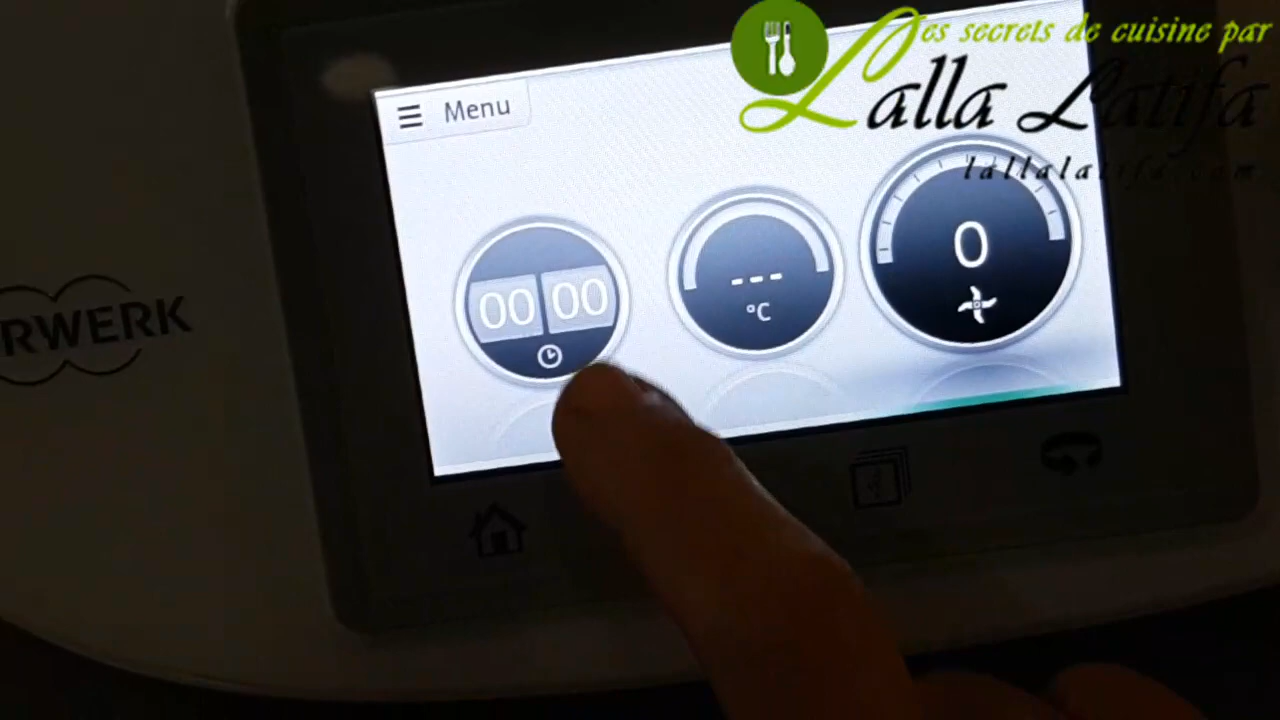 es secrets de cuisine par
Lalla Latifa
lallalatifa.com
Menu
00 00
---
°C
0
RWERK